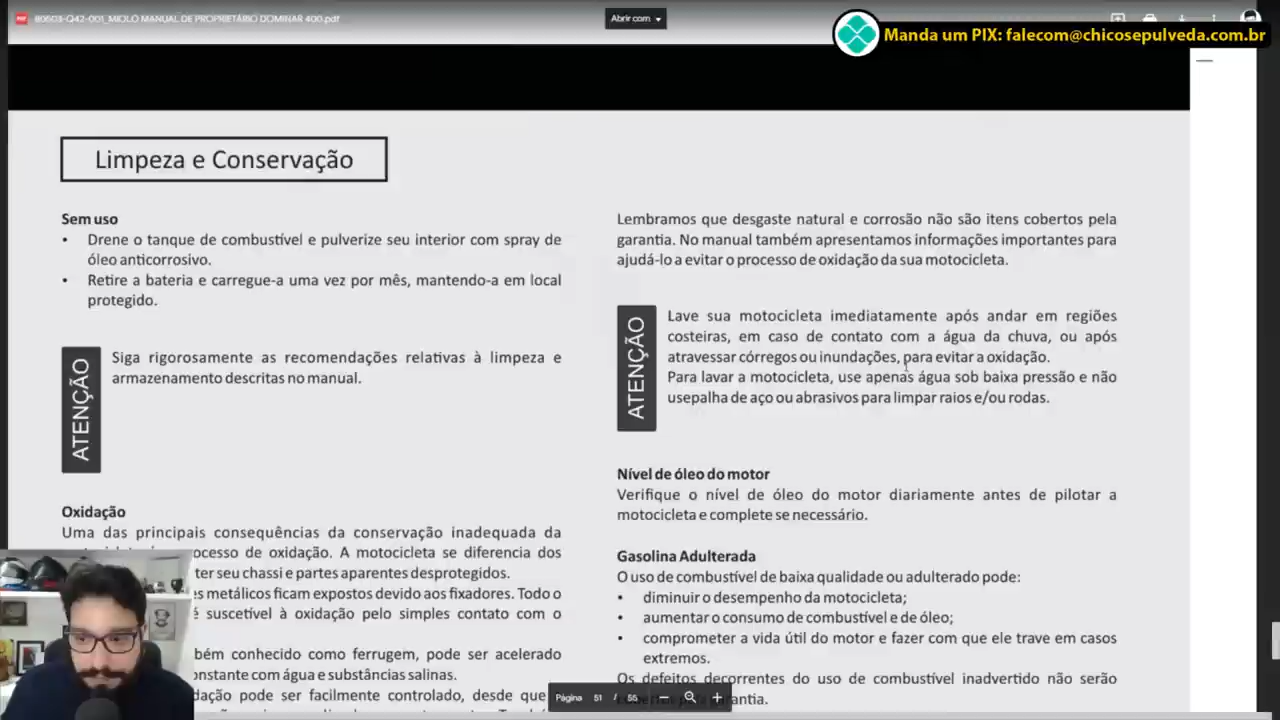 80603-Q42-001_MIOLO MANUAL DE PROPRIETÁRIO DOMINAR 400.pdf
Abrir com
Manda um PIX: falecom@chicosepulveda.com.br
Limpeza e Conservação
Sem uso
• Drene o tanque de combustível e pulverize seu interior com spray de
óleo anticorrosivo.
• Retire a bateria e carregue-a uma vez por mês, mantendo-a em local
protegido.
ATENÇÃO
Siga rigorosamente as recomendações relativas à limpeza e
armazenamento descritas no manual.
Oxidação
Uma das principais consequências da conservação inadequada da
ocesso de oxidação. A motocicleta se diferencia dos
ter seu chassi e partes aparentes desprotegidos.
s metálicos ficam expostos devido aos fixadores. Todo o
é suscetível à oxidação pelo simples contato com o
bém conhecido como ferrugem, pode ser acelerado
onstante com água e substâncias salinas.
dação pode ser facilmente controlado, desde que
Lembramos que desgaste natural e corrosão não são itens cobertos pela
garantia. No manual também apresentamos informações importantes para
ajudá-lo a evitar o processo de oxidação da sua motocicleta.
ATENÇÃO
Lave sua motocicleta imediatamente após andar em regiões
costeiras, em caso de contato com a água da chuva, ou após
atravessar córregos ou inundações, para evitar a oxidação.
Para lavar a motocicleta, use apenas água sob baixa pressão e não
usepalha de aço ou abrasivos para limpar raios e/ou rodas.
Nível de óleo do motor
Verifique o nível de óleo do motor diariamente antes de pilotar a
motocicleta e complete se necessário.
Gasolina Adulterada
O uso de combustível de baixa qualidade ou adulterado pode:
• diminuir o desempenho da motocicleta;
• aumentar o consumo de combustível e de óleo;
• comprometer a vida útil do motor e fazer com que ele trave em casos
extremos.
Os defeitos decorrentes do uso de combustível inadvertido não serão
rantia.
Página 51 / 55